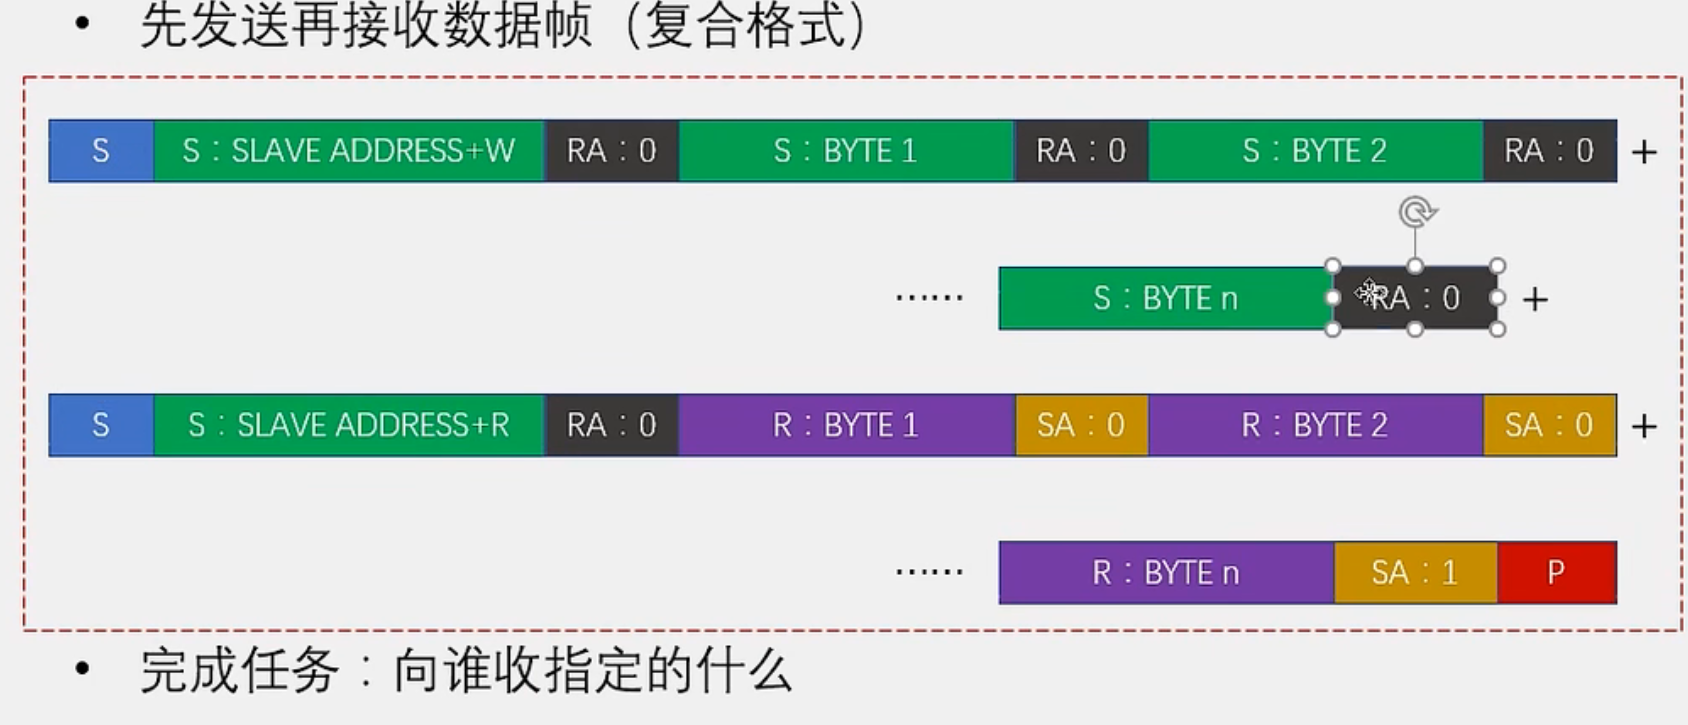 • 先发送再接收数据帧（复合格式）
S S：SLAVE ADDRESS+W RA：0 S：BYTE 1 RA：0 S：BYTE 2 RA：0 +
…… S：BYTE n RA：0 +
S S：SLAVE ADDRESS+R RA：0 R：BYTE 1 SA：0 R：BYTE 2 SA：0 +
…… R：BYTE n SA：1 P
• 完成任务：向谁收指定的什么